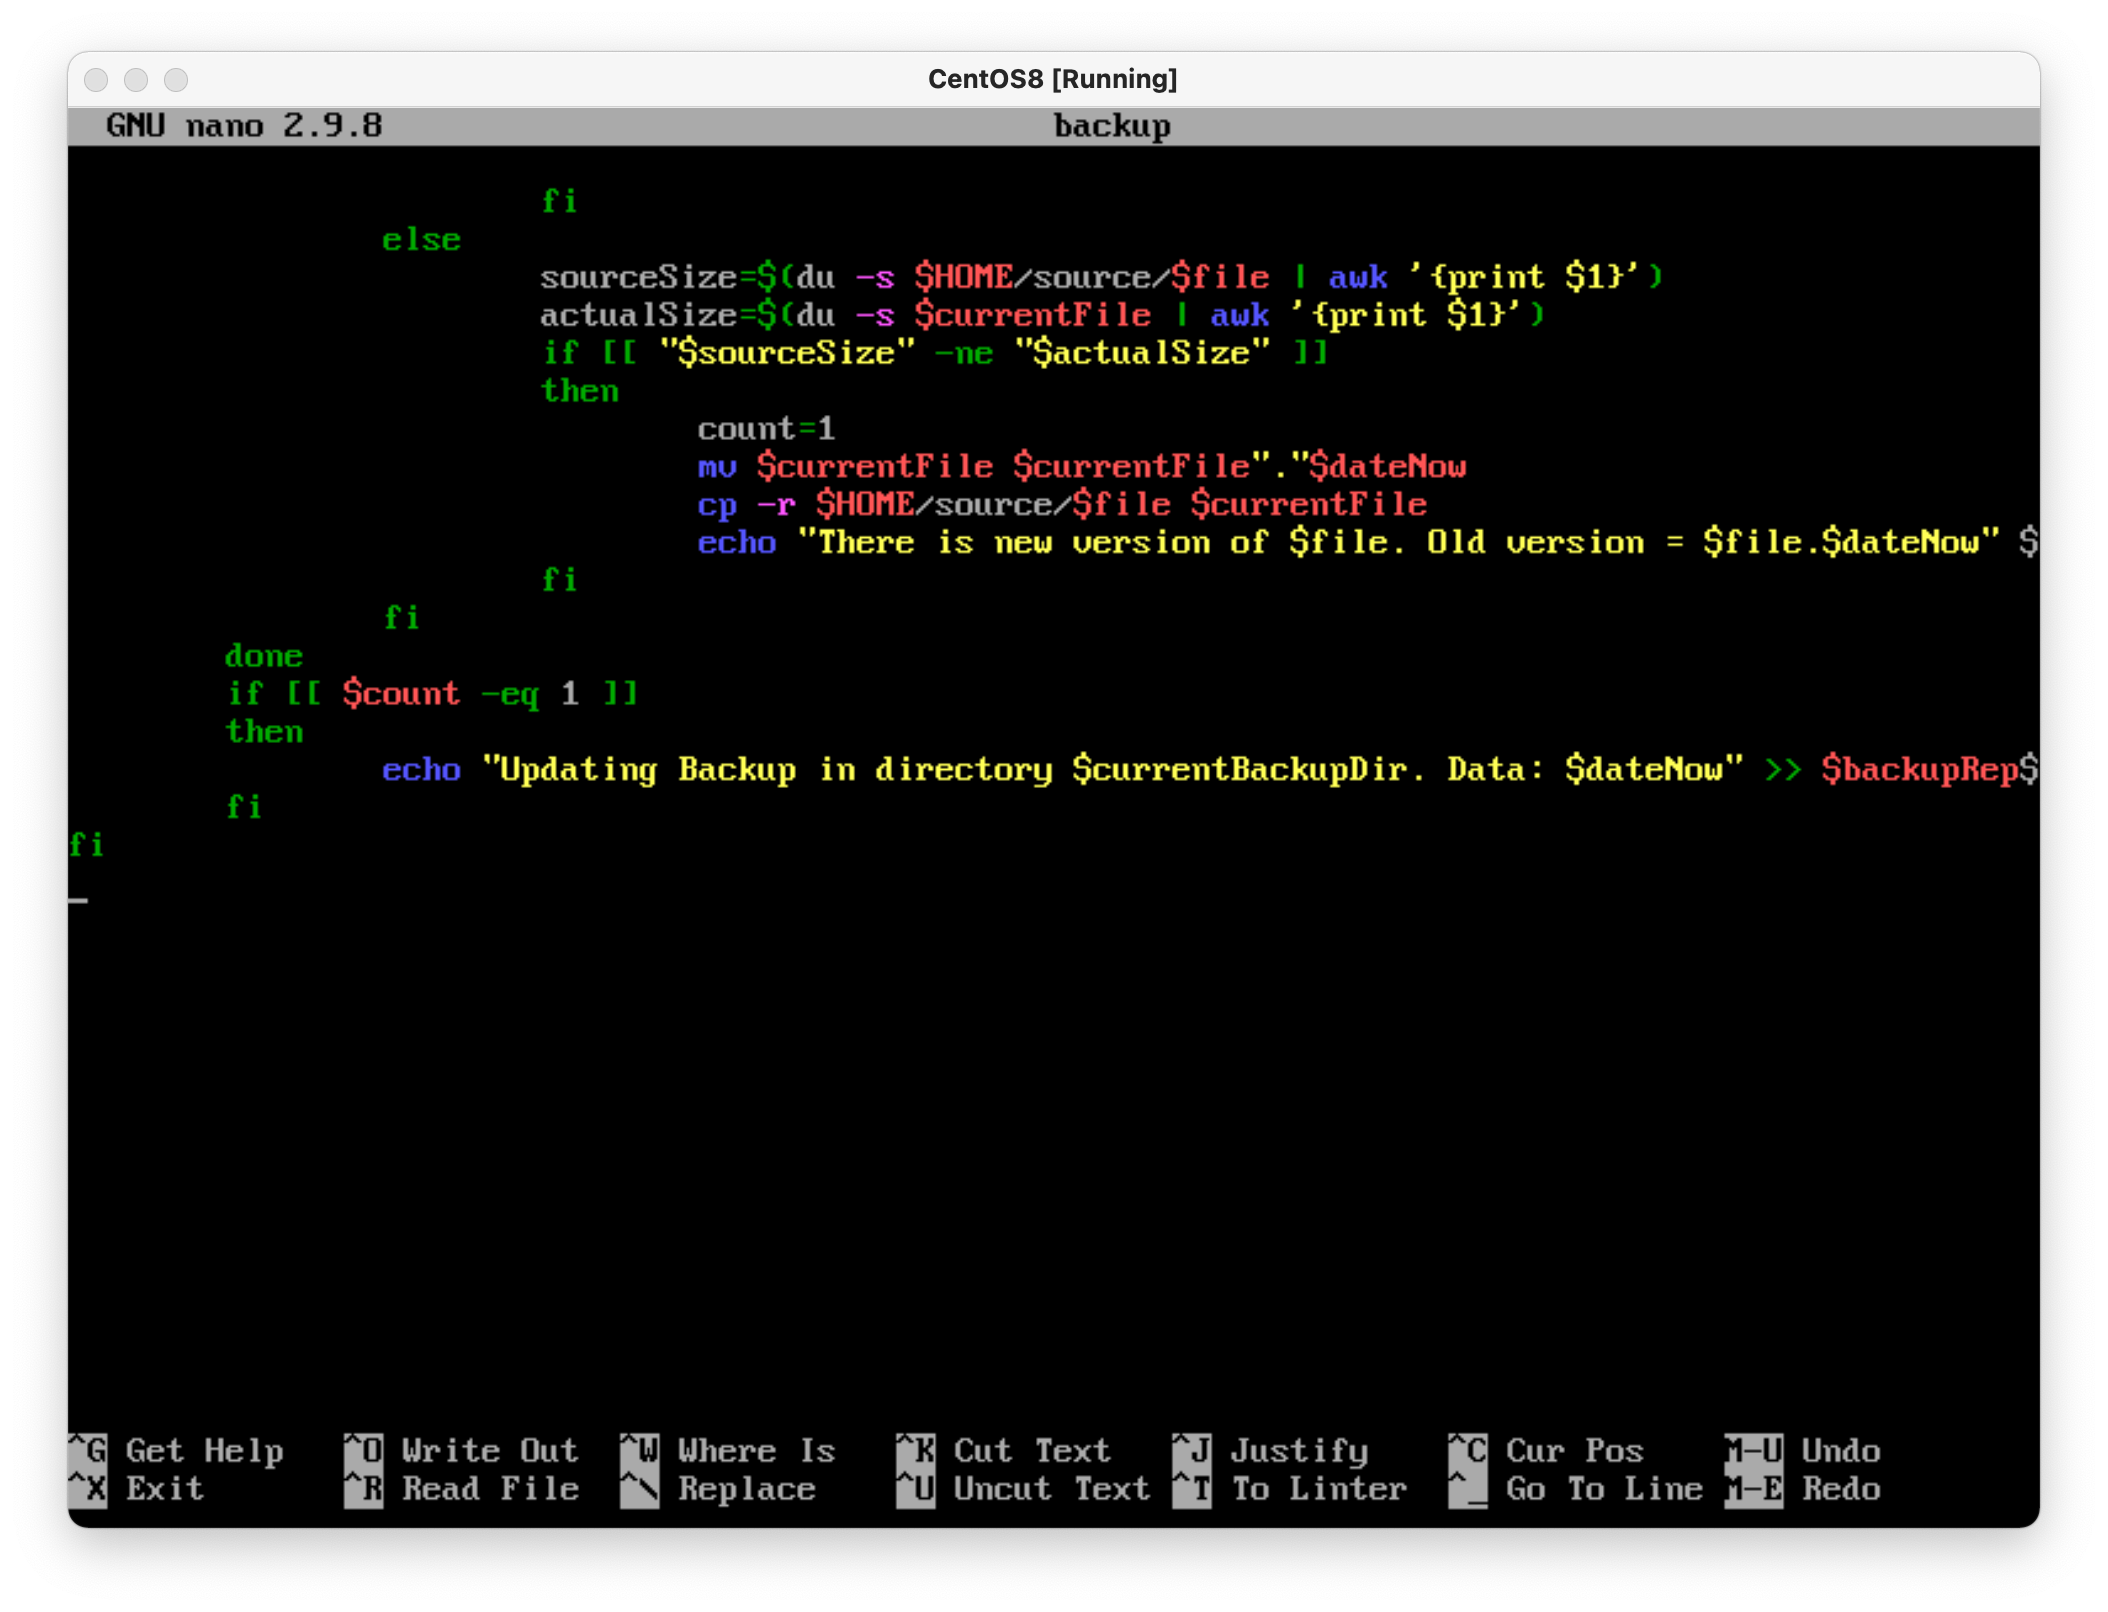 CentOS8 [Running]
GNU nano 2.9.8 backup
fi
else
sourceSize=$(du -s $HOME/source/$file | awk '{print $1}')
actualSize=$(du -s $currentFile | awk '{print $1}')
if [[ "$sourceSize" -ne "$actualSize" ]]
then
count=1
mv $currentFile $currentFile"."$dateNow
cp -r $HOME/source/$file $currentFile
echo "There is new version of $file. Old version = $file.$dateNow" $
fi
fi
done
if [[ $count -eq 1 ]]
then
echo "Updating Backup in directory $currentBackupDir. Data: $dateNow" >> $backupRep$
fi
fi
^G Get Help ^O Write Out ^W Where Is ^K Cut Text ^J Justify ^C Cur Pos M-U Undo
^X Exit ^R Read File ^\ Replace ^U Uncut Text ^T To Linter ^_ Go To Line M-E Redo